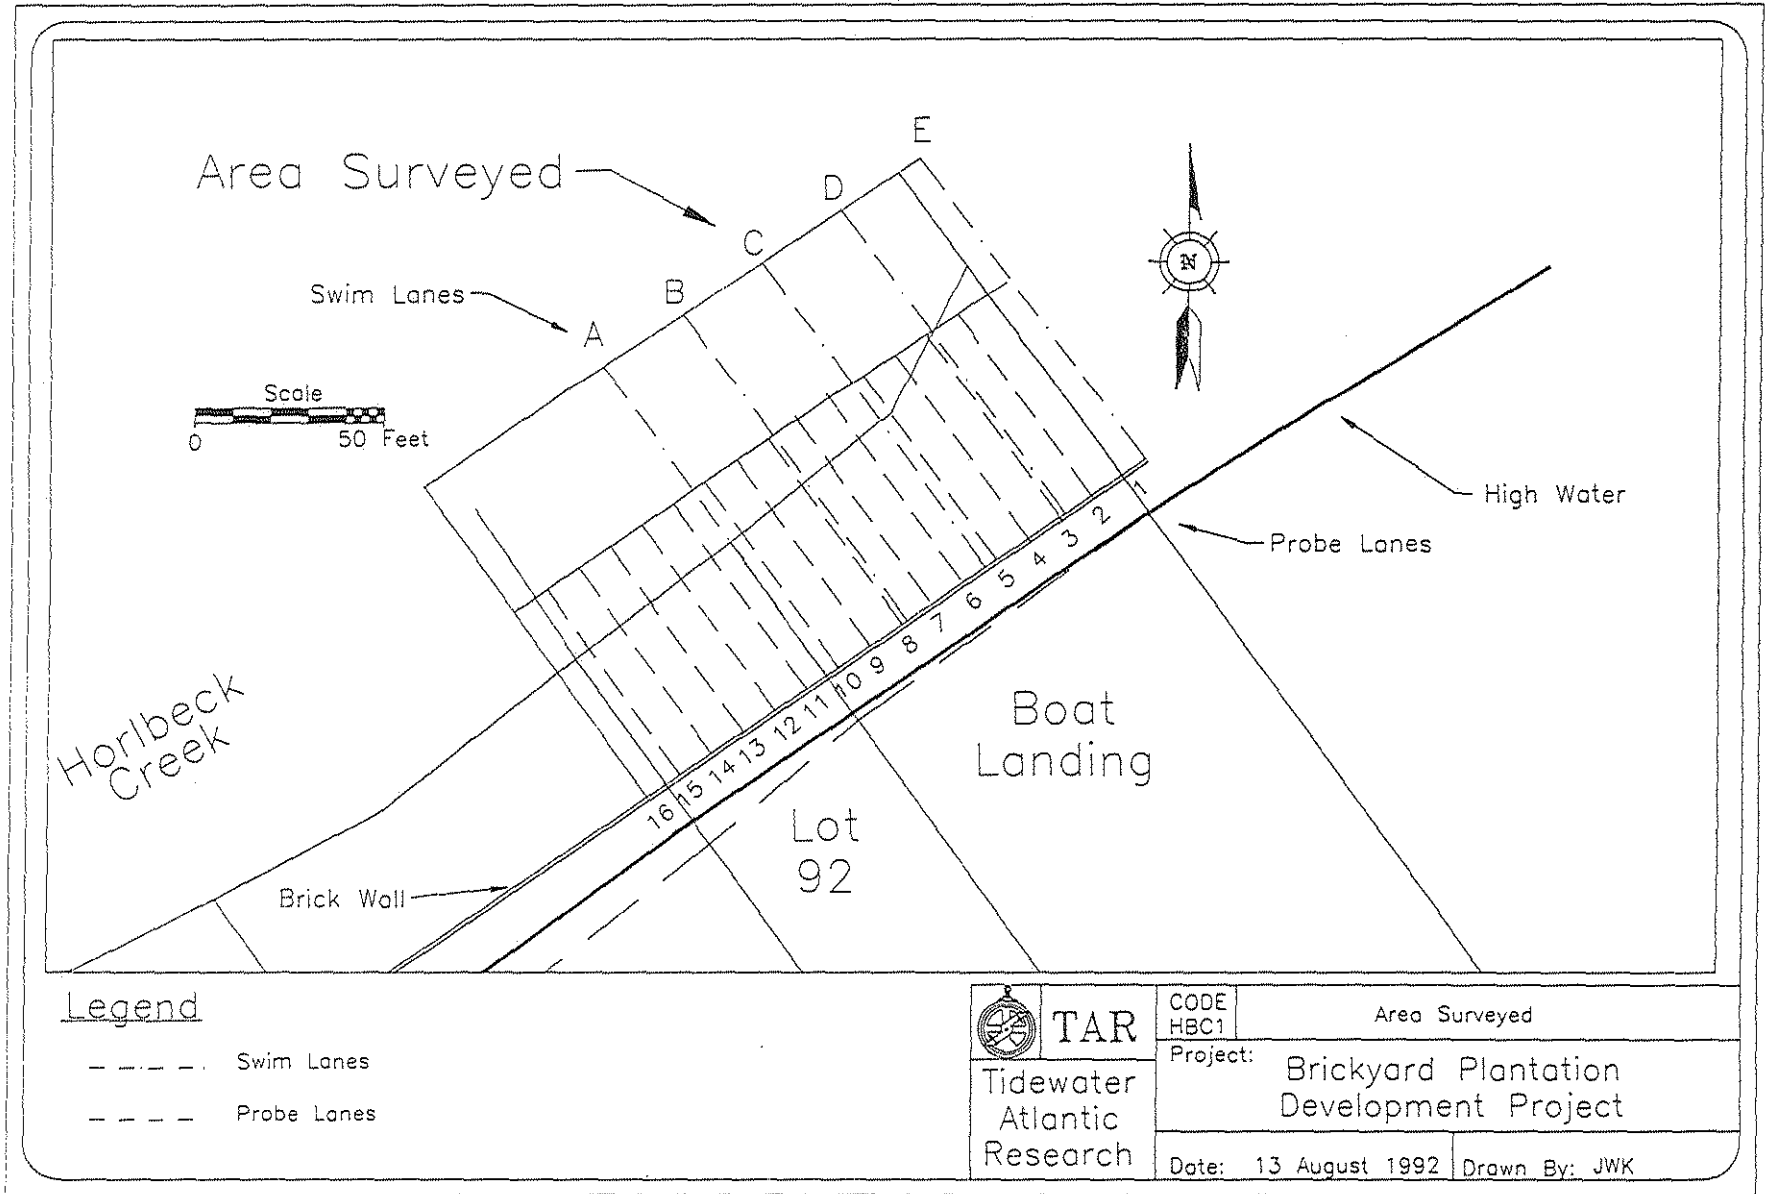 E
Area Surveyed
D
C
Swim Lanes
B
A
N
Scale
0 50 Feet
High Water
Probe Lanes
1
2
3
4
5
6
7
8
9
10
11
12
13
14
15
16
Horlbeck
Creek
Boat
Landing
Lot
92
Brick Wall
Legend
Swim Lanes
Probe Lanes
TAR
Tidewater
Atlantic
Research
CODE
HBC1
Area Surveyed
Project: Brickyard Plantation
Development Project
Date: 13 August 1992
Drawn By: JWK